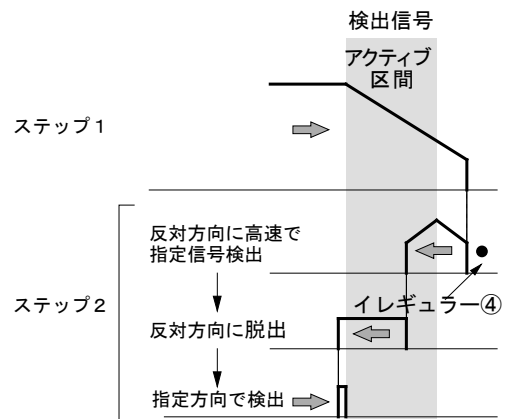 検出信号
アクティブ
区間
ステップ1
反対方向に高速で
指定信号検出
イレギュラー④
ステップ2
反対方向に脱出
指定方向で検出